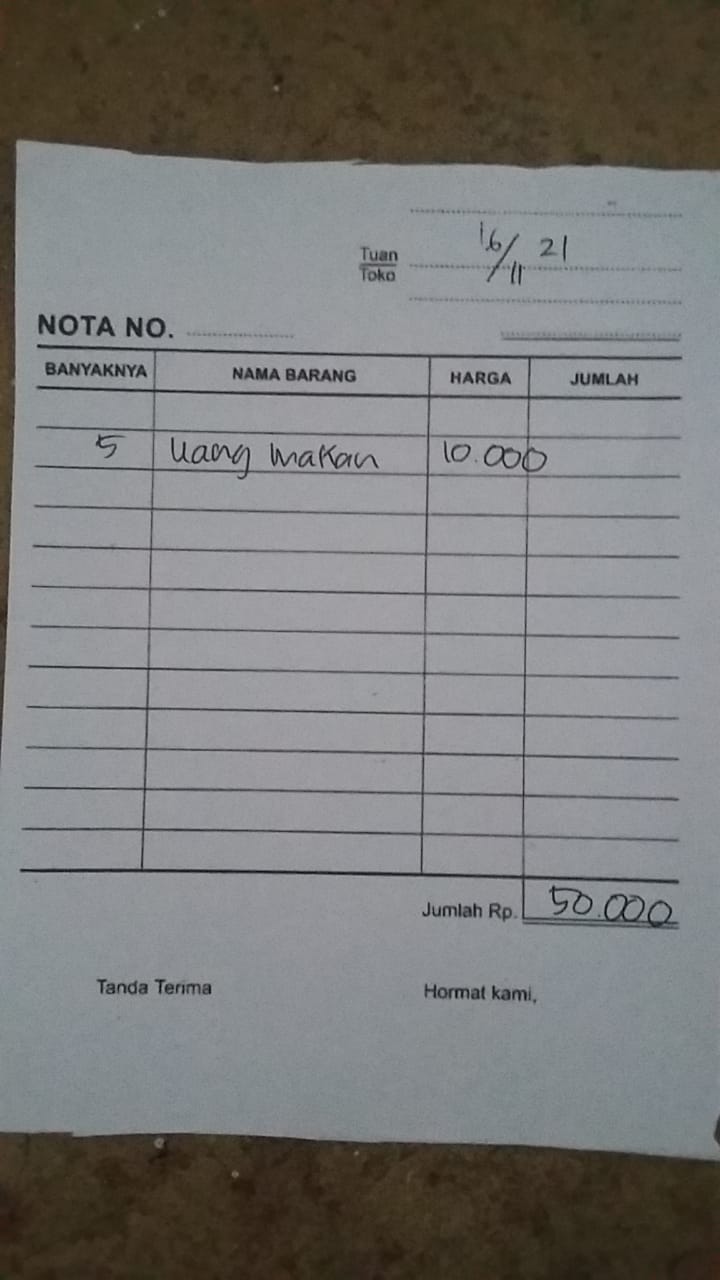 16/11 21
Tuan
Toko
NOTA NO.
BANYAKNYA NAMA BARANG HARGA JUMLAH
5 Uang makan 10.000
Jumlah Rp. 50.000
Tanda Terima Hormat kami,